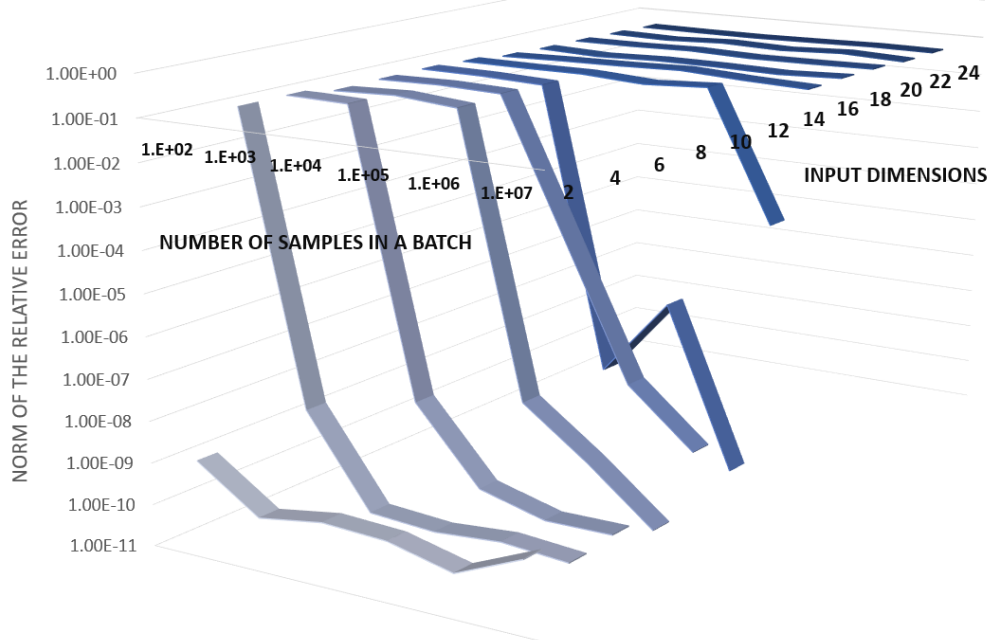 1.00E+00
1.00E-01
1.00E-02
1.00E-03
1.00E-04
1.00E-05
1.00E-06
1.00E-07
1.00E-08
1.00E-09
1.00E-10
1.00E-11
NORM OF THE RELATIVE ERROR
1.E+02 1.E+03 1.E+04 1.E+05 1.E+06 1.E+07
NUMBER OF SAMPLES IN A BATCH
2 4 6 8 10 12 14 16 18 20 22 24
INPUT DIMENSIONS